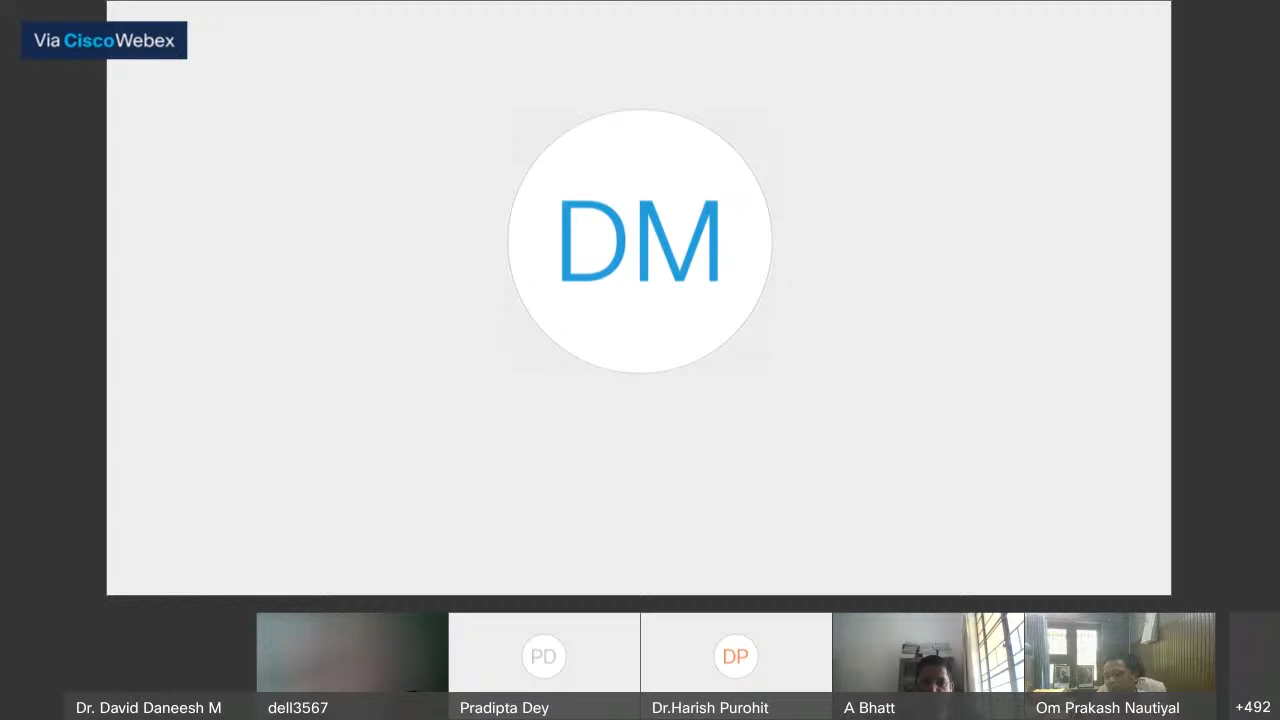 Via CiscoWebex
DM
PD
DP
Dr. David Daneesh M
dell3567
Pradipta Dey
Dr.Harish Purohit
A Bhatt
Om Prakash Nautiyal
+492